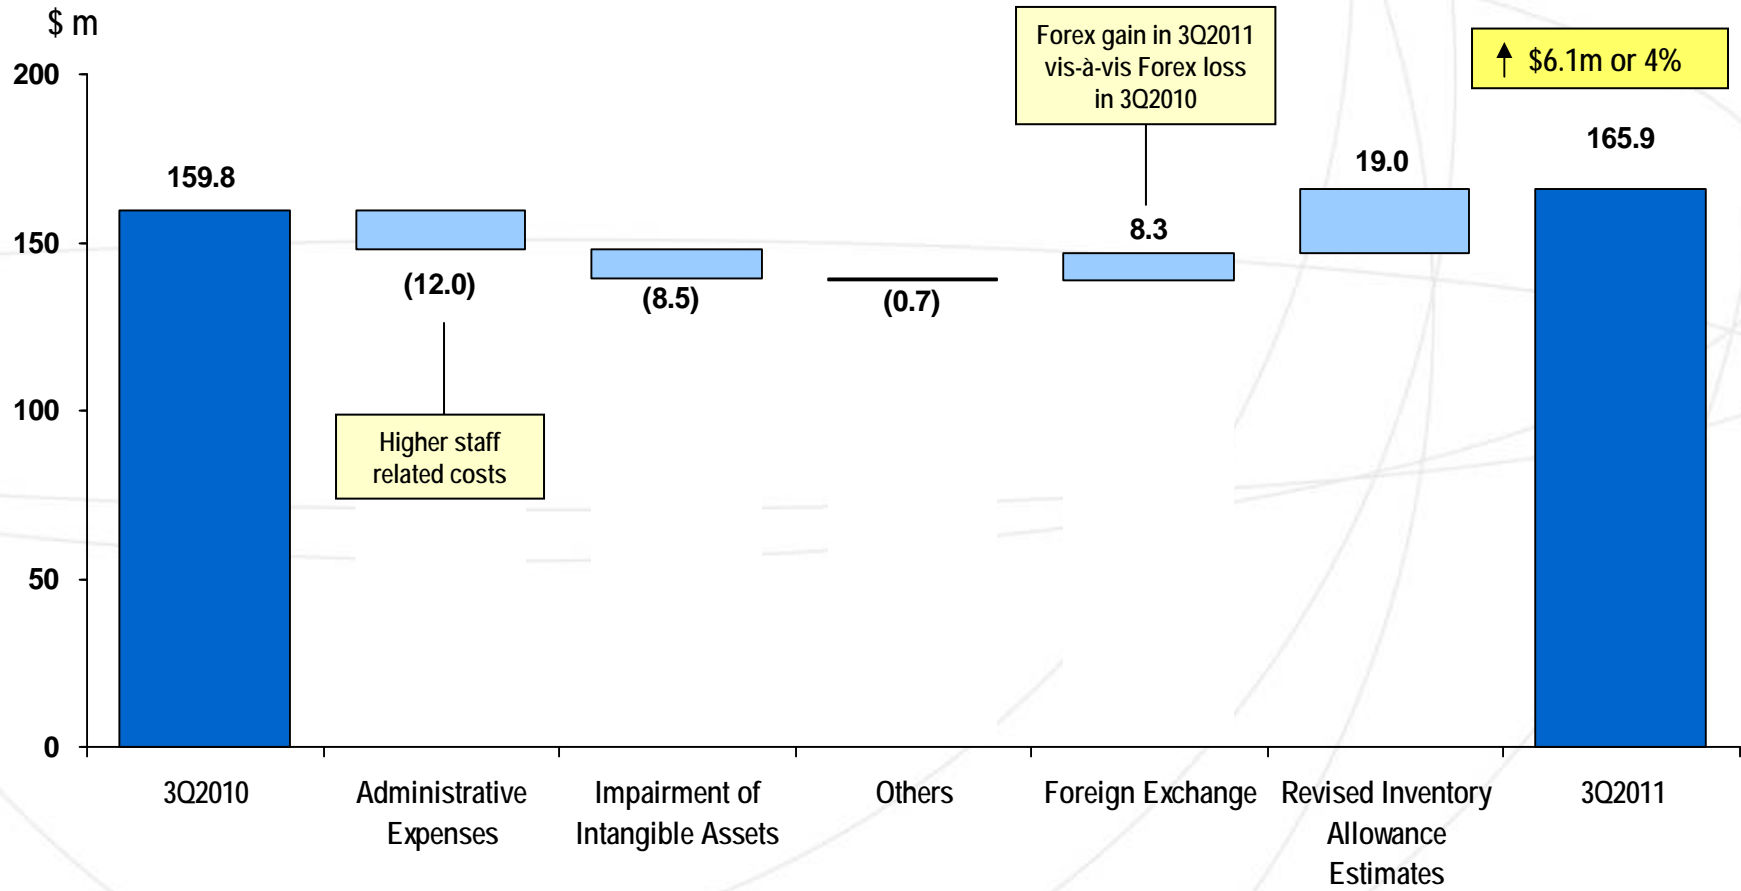 $ m
Forex gain in 3Q2011
vis-à-vis Forex loss
in 3Q2010
$6.1m or 4%
200
150
100
50
0
159.8
(12.0)
(8.5)
(0.7)
8.3
19.0
165.9
Higher staff
related costs
3Q2010
Administrative
Expenses
Impairment of
Intangible Assets
Others
Foreign Exchange
Revised Inventory
Allowance
Estimates
3Q2011